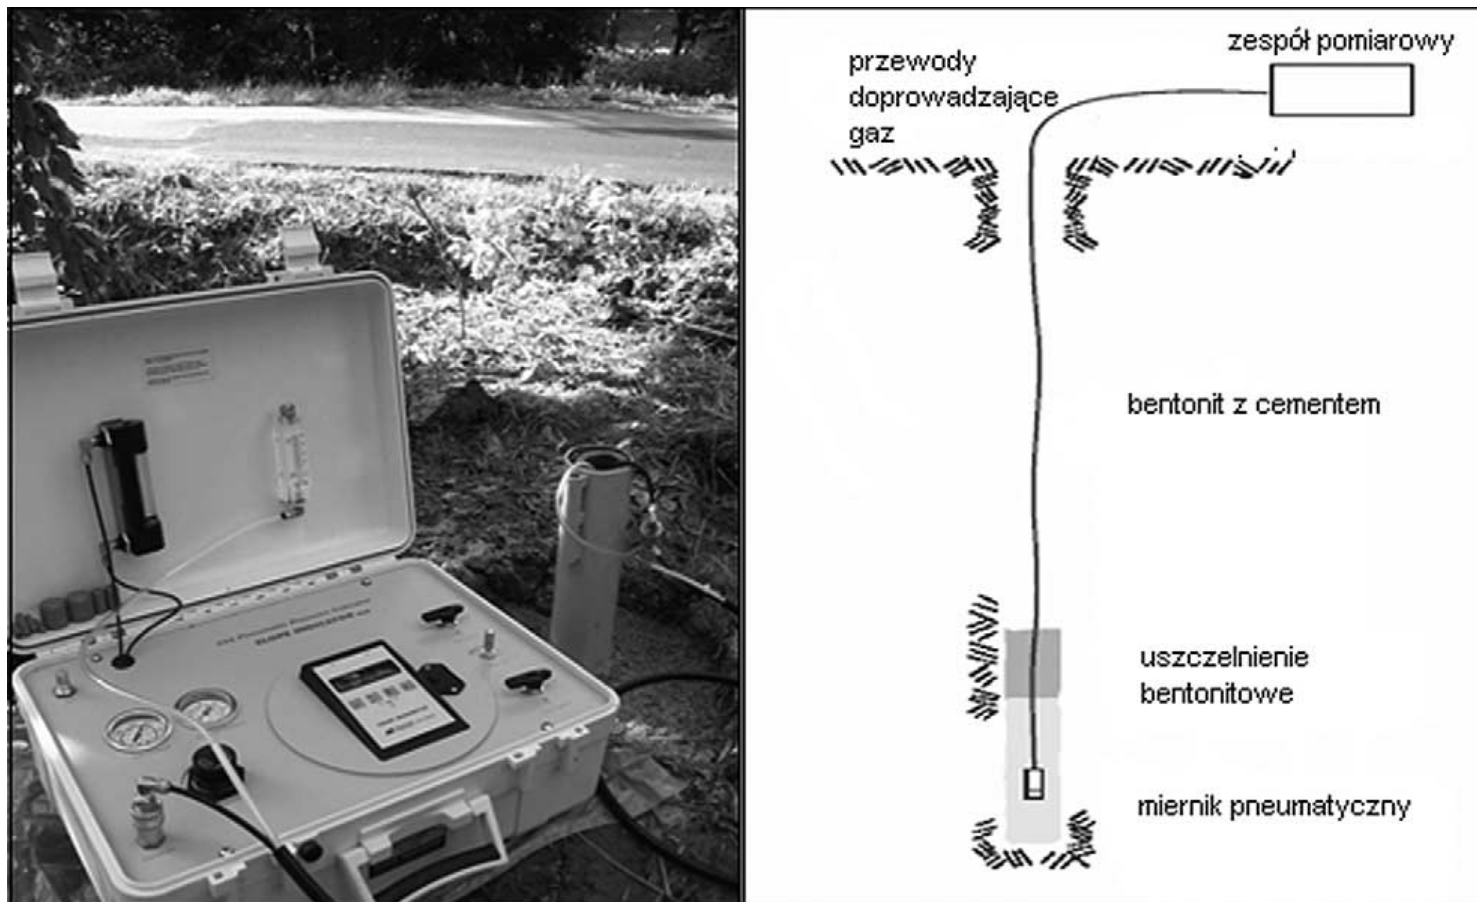 zespół pomiarowy
przewody
doprowadzające
gaz
bentonit z cementem
uszczelnienie
bentonitowe
miernik pneumatyczny